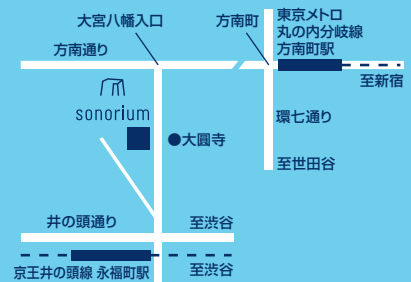 大宮八幡入口
方南町
東京メトロ
丸の内分岐線
方南町駅
方南通り
至新宿
sonorium
環七通り
●大圓寺
至世田谷
井の頭通り
至渋谷
京王井の頭線 永福町駅
至渋谷